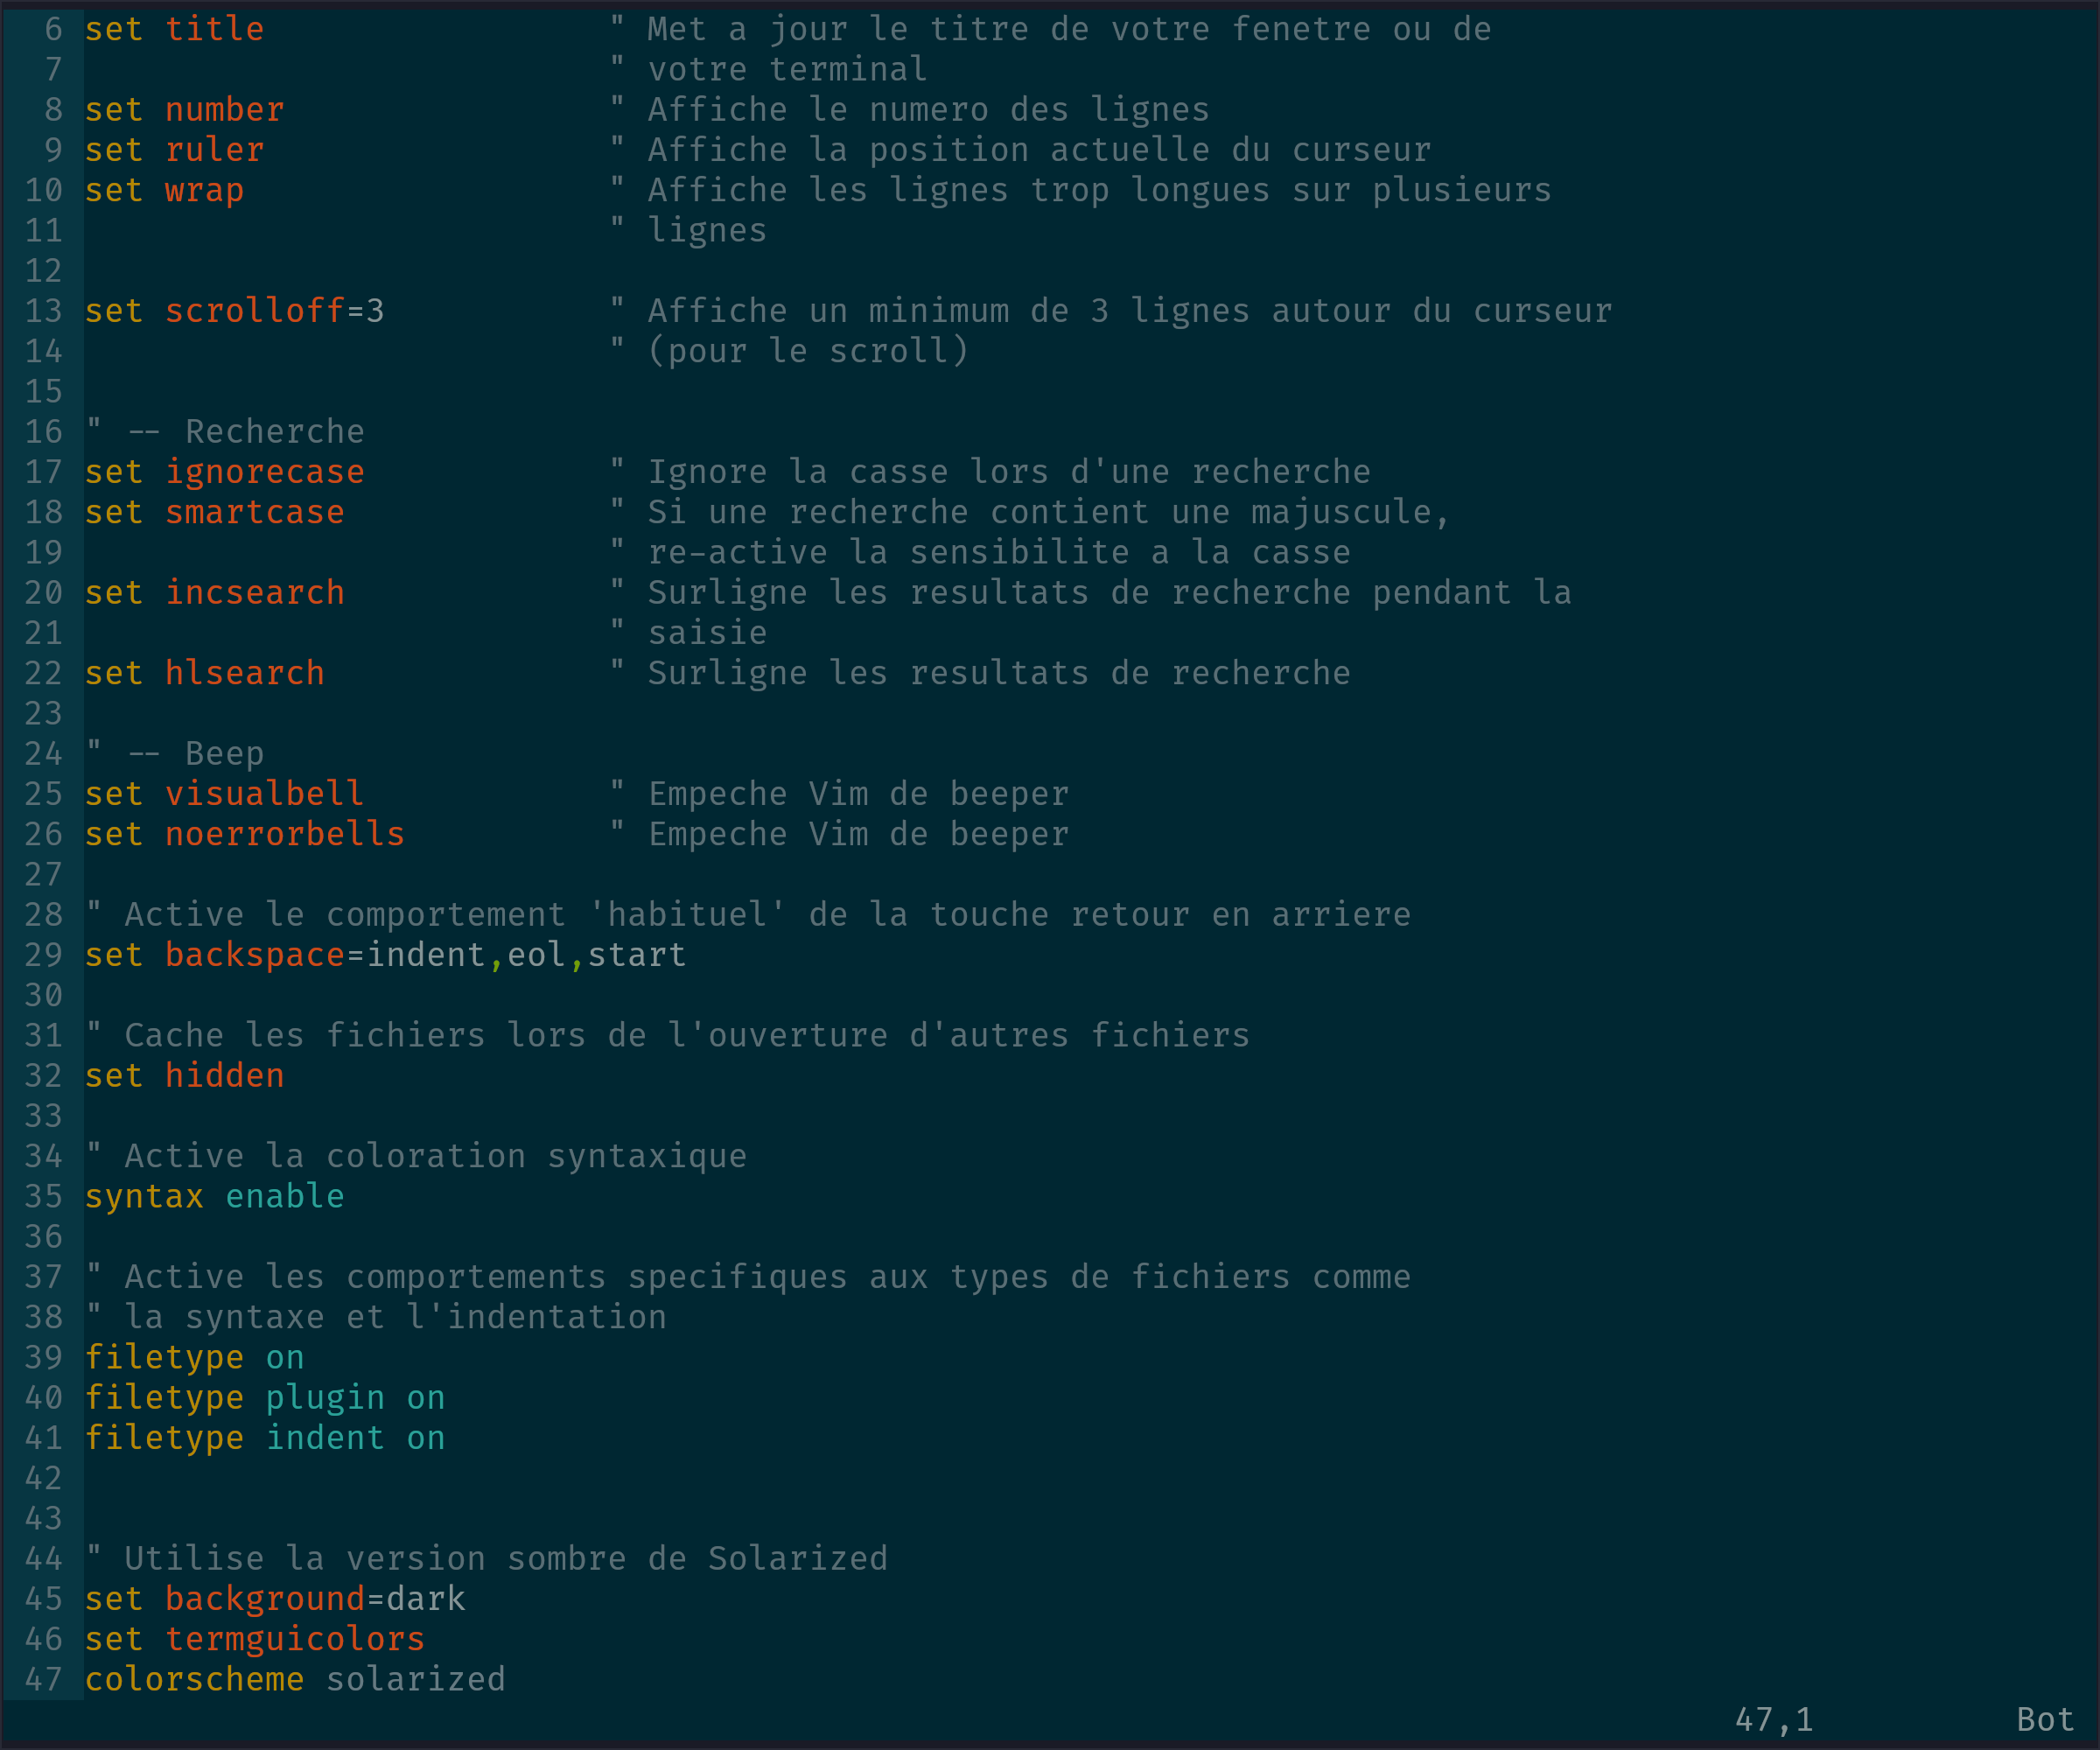 6 set title                 " Met a jour le titre de votre fenetre ou de
7                           " votre terminal
8 set number                " Affiche le numero des lignes
9 set ruler                 " Affiche la position actuelle du curseur
10 set wrap                  " Affiche les lignes trop longues sur plusieurs
11                           " lignes
12
13 set scrolloff=3           " Affiche un minimum de 3 lignes autour du curseur
14                           " (pour le scroll)
15
16 " -- Recherche
17 set ignorecase            " Ignore la casse lors d'une recherche
18 set smartcase             " Si une recherche contient une majuscule,
19                           " re-active la sensibilite a la casse
20 set incsearch             " Surligne les resultats de recherche pendant la
21                           " saisie
22 set hlsearch              " Surligne les resultats de recherche
23
24 " -- Beep
25 set visualbell            " Empeche Vim de beeper
26 set noerrorbells          " Empeche Vim de beeper
27
28 " Active le comportement 'habituel' de la touche retour en arriere
29 set backspace=indent,eol,start
30
31 " Cache les fichiers lors de l'ouverture d'autres fichiers
32 set hidden
33
34 " Active la coloration syntaxique
35 syntax enable
36
37 " Active les comportements specifiques aux types de fichiers comme
38 " la syntaxe et l'indentation
39 filetype on
40 filetype plugin on
41 filetype indent on
42
43
44 " Utilise la version sombre de Solarized
45 set background=dark
46 set termguicolors
47 colorscheme solarized
47,1          Bot